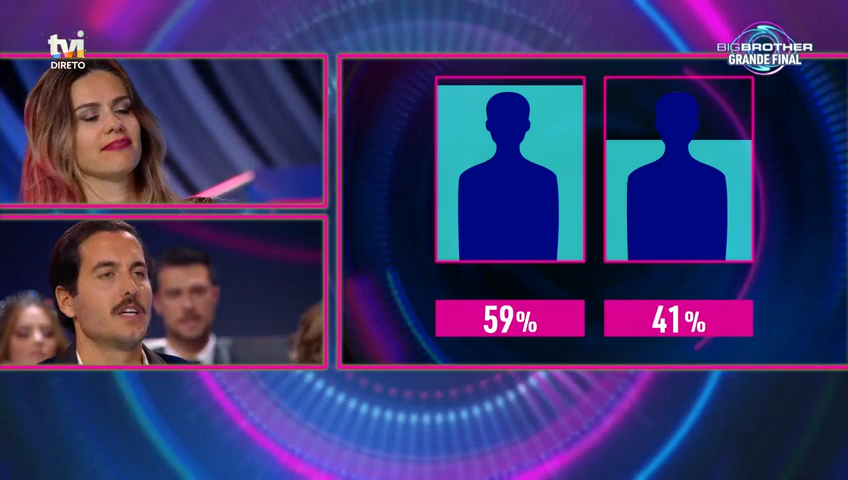 tvi
DIRETO
BIGBROTHER
GRANDE FINAL
59%
41%